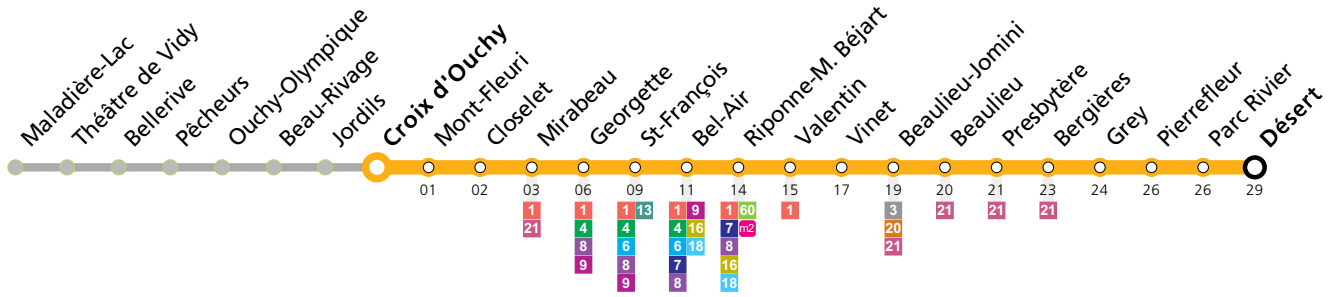 Maladière-Lac
Théâtre de Vidy
Bellerive
Pêcheurs
Ouchy-Olympique
Beau-Rivage
Jordils
Croix d'Ouchy
Mont-Fleuri
Closelet
Mirabeau
Georgette
St-François
Bel-Air
Riponne-M. Béjart
Valentin
Vinet
Beaulieu-Jomini
Beaulieu
Presbytère
Bergières
Grey
Pierrefleur
Parc Rivier
Désert
01 02 03 06 09 11 14 15 17 19 20 21 23 24 26 26 29
1 1 1 13 1 9 1 60 1 3 21 21 21
21 4 4 4 16 7 m2 20
8 6 6 18 8 21
9 8 7 16
9 8 18